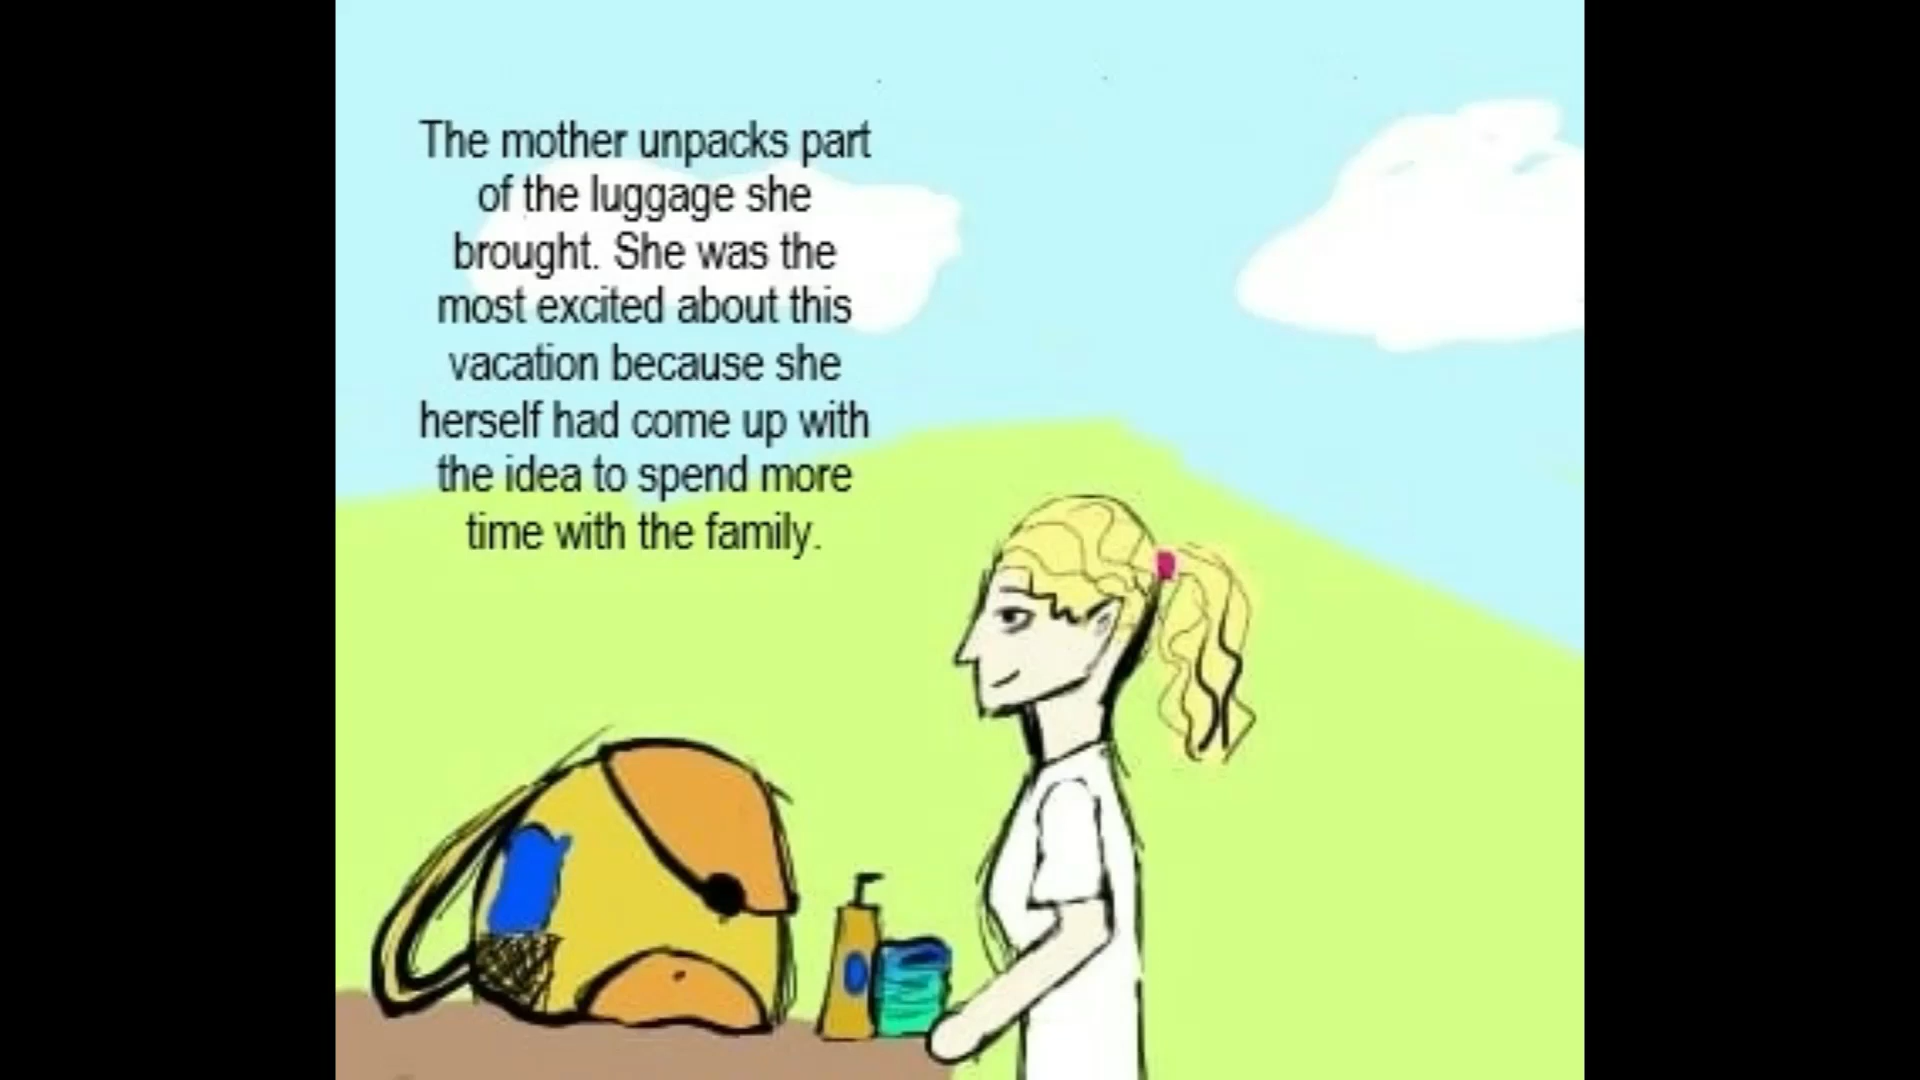 The mother unpacks part
of the luggage she
brought. She was the
most excited about this
vacation because she
herself had come up with
the idea to spend more
time with the family.